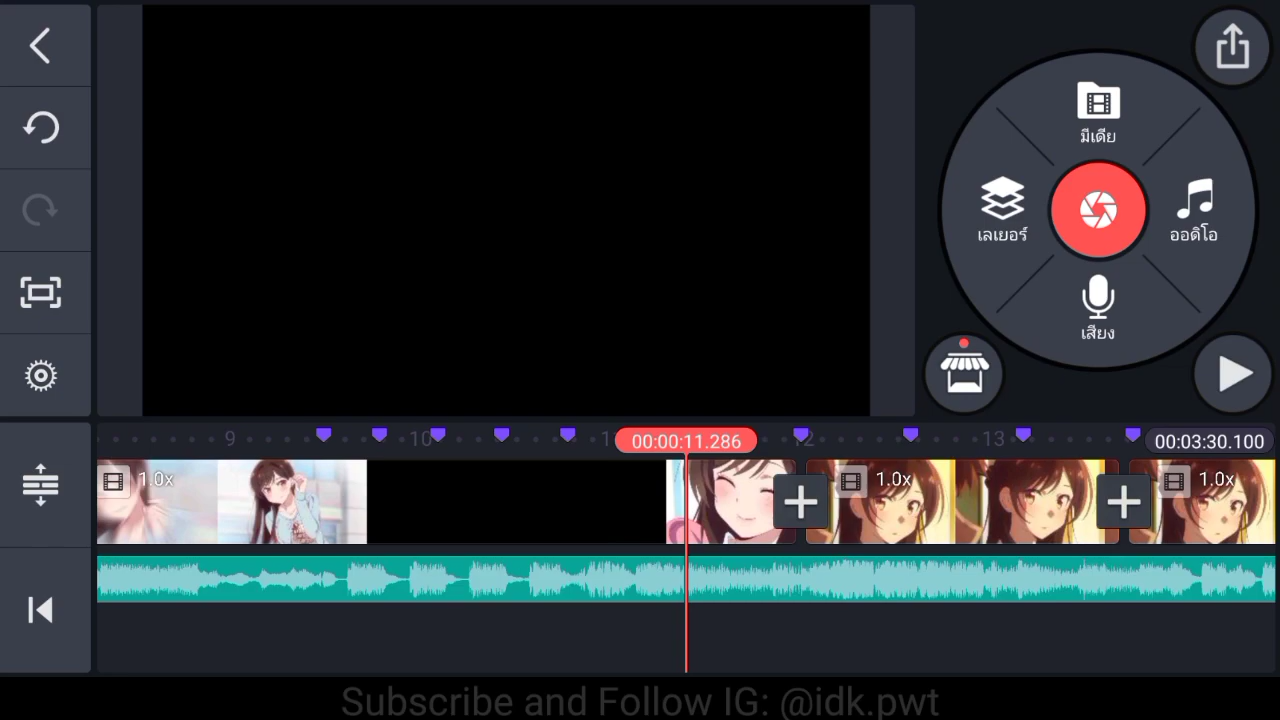 มีเดีย
เลเยอร์
ออดิโอ
เสียง
9
10
00:00:11.286
12
13
00:03:30.100
1.0x
1.0x
1.0x
Subscribe and Follow IG: @idk.pwt